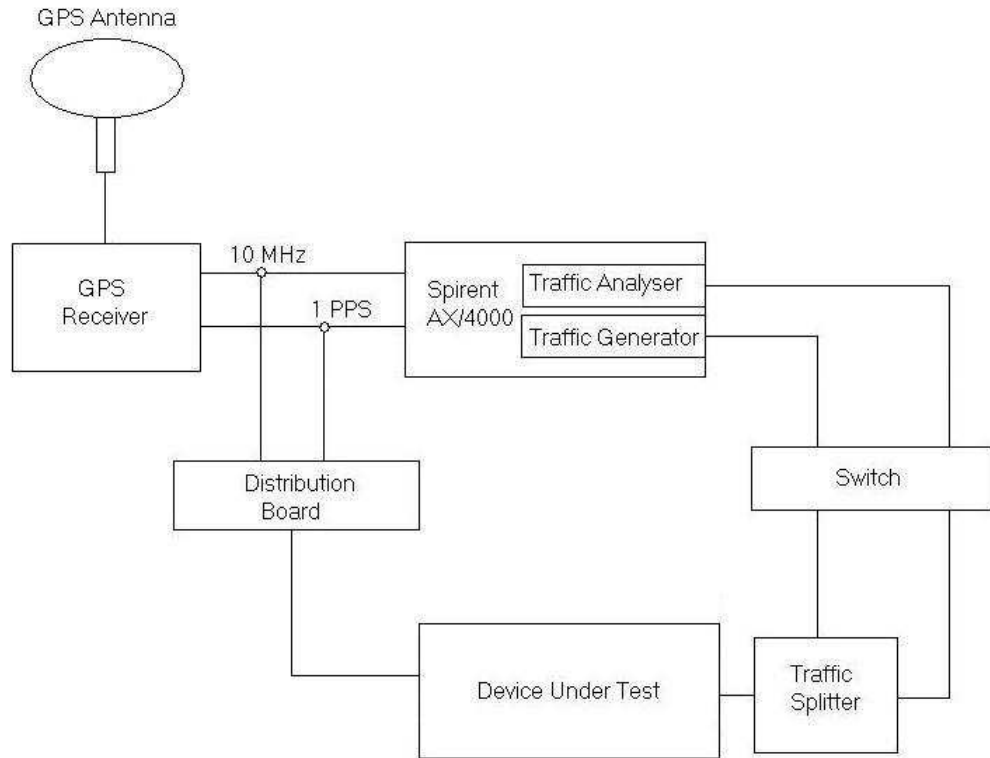 GPS Antenna
10 MHz
GPS
Receiver
1 PPS
Spirent
AX/4000
Traffic Analyser
Traffic Generator
Distribution
Board
Switch
Device Under Test
Traffic
Splitter